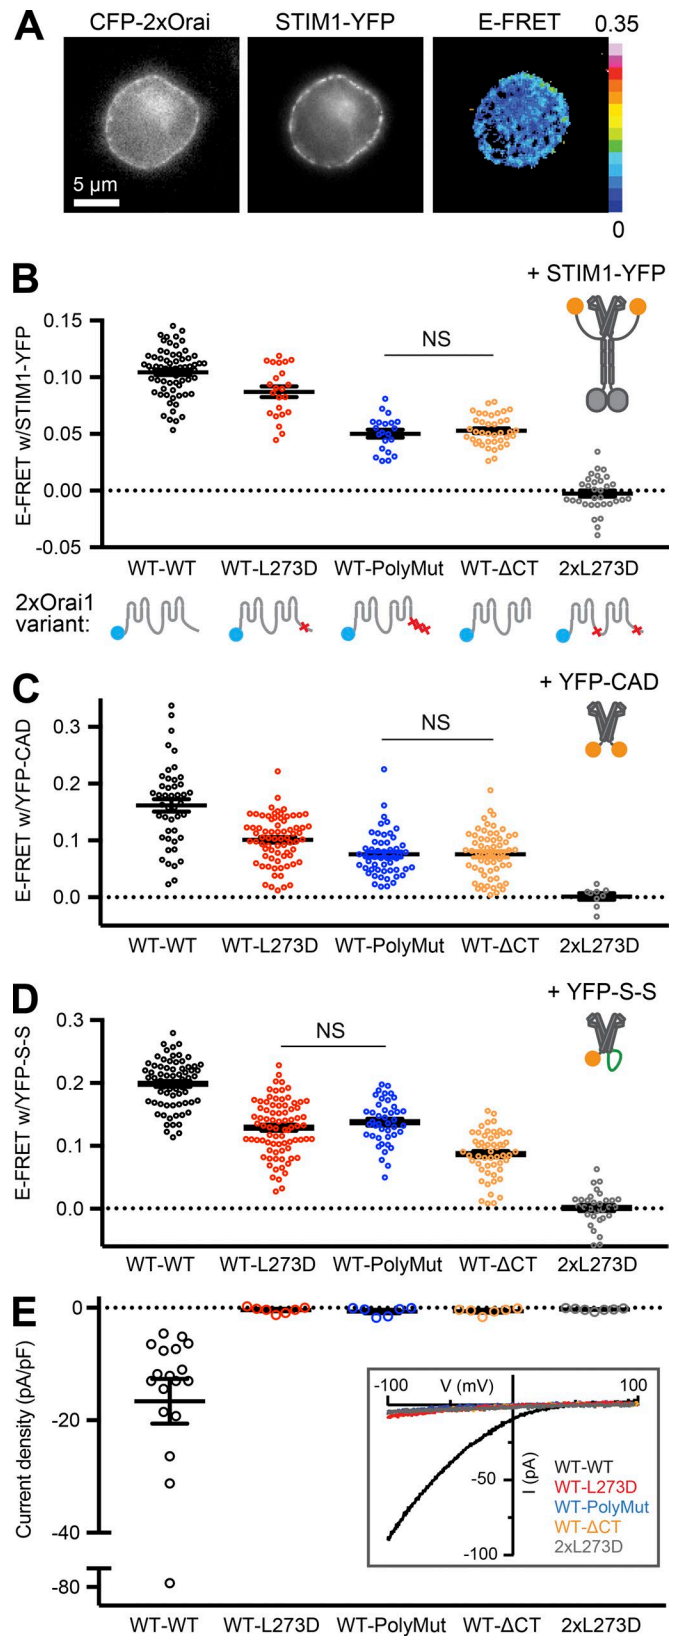 A
CFP-2xOrai STIM1-YFP E-FRET 0.35
5 μm
0
B
+ STIM1-YFP
E-FRET w/STIM1-YFP
0.15
NS
0.10
0.05
0.00
-0.05
WT-WT WT-L273D WT-PolyMut WT-ΔCT 2xL273D
2xOrai1
variant:
C
+ YFP-CAD
E-FRET w/YFP-CAD
0.3
NS
0.2
0.1
0.0
WT-WT WT-L273D WT-PolyMut WT-ΔCT 2xL273D
D
+ YFP-S-S
E-FRET w/YFP-S-S
0.3
NS
0.2
0.1
0.0
WT-WT WT-L273D WT-PolyMut WT-ΔCT 2xL273D
E
Current density (pA/pF)
0
-20
-40
-80
-100 V (mV) 100
I (pA)
-50
-100
WT-WT
WT-L273D
WT-PolyMut
WT-ΔCT
2xL273D
WT-WT WT-L273D WT-PolyMut WT-ΔCT 2xL273D